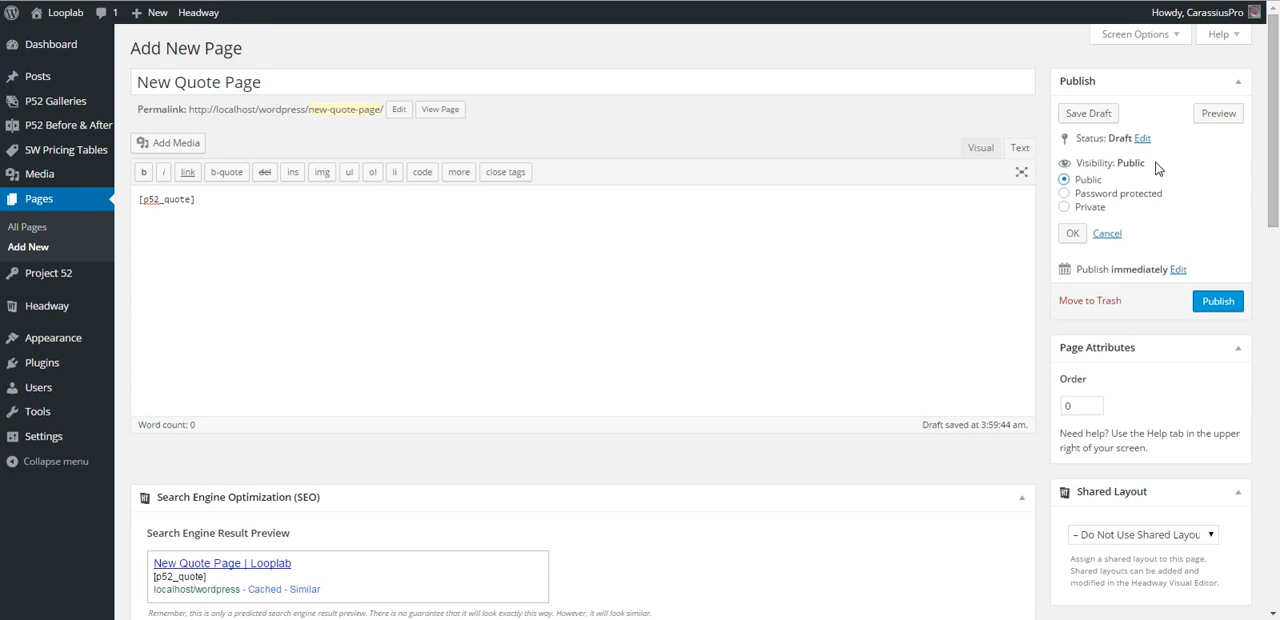 Looplab 1 New Headway Howdy, CarassiusPro
Screen Options Help
Dashboard
Posts
P52 Galleries
P52 Before & After
SW Pricing Tables
Media
Pages
All Pages
Add New
Project 52
Headway
Appearance
Plugins
Users
Tools
Settings
Collapse menu
Add New Page
New Quote Page
Permalink: http://localhost/wordpress/new-quote-page/ Edit View Page
Add Media
Visual Text
b i link b-quote del ins img ul ol li code more close tags
[p52_quote]
Word count: 0 Draft saved at 3:59:44 am.
Search Engine Optimization (SEO)
Search Engine Result Preview
New Quote Page | Looplab
[p52_quote]
localhost/wordpress - Cached - Similar
Remember, this is only a predicted search engine result preview. There is no guarantee that it will look exactly this way. However, it will look similar.
Publish
Save Draft Preview
Status: Draft Edit
Visibility: Public
Public
Password protected
Private
OK Cancel
Publish immediately Edit
Move to Trash Publish
Page Attributes
Order
0
Need help? Use the Help tab in the upper
right of your screen.
Shared Layout
– Do Not Use Shared Layou
Assign a shared layout to this page.
Shared layouts can be added and
modified in the Headway Visual Editor.